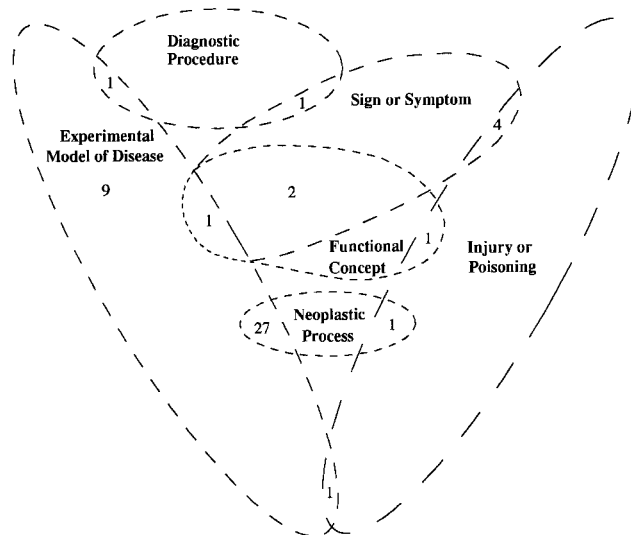 Diagnostic
Procedure
1
1
Sign or Symptom
4
Experimental
Model of Disease
9
2
1
Functional
Concept
1
Injury or
Poisoning
Neoplastic
Process
27
1
1